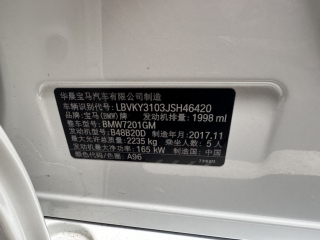 华晨宝马汽车有限公司制造
车辆识别代号: LBVKY3103JSH46420
品牌: 宝马(BMW)牌 发动机排量: 1998 ml
整车型号: BMW7201GM
发动机型号: B48B20D 制造年月: 2017.11
最大允许总质量: 2235 kg 乘坐人数: 5 人
发动机最大净功率: 165 kW 制造国: 中国
颜色代码/色标: A96